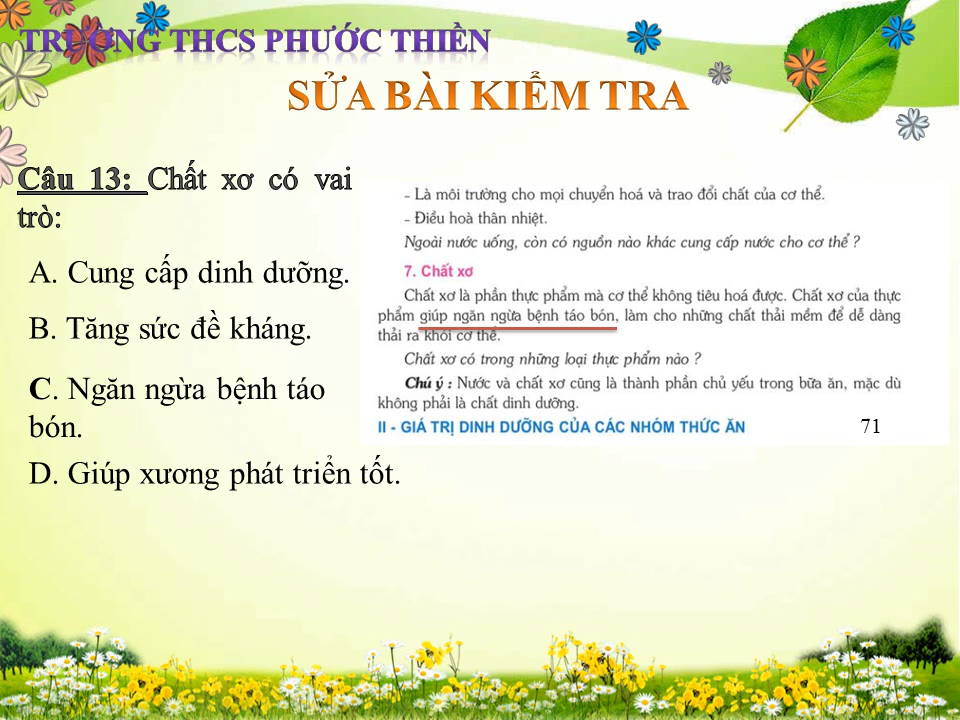 TRƯỜNG THCS PHƯỚC THIỀN
SỬA BÀI KIỂM TRA
Câu 13: Chất xơ có vai
trò:
A. Cung cấp dinh dưỡng.
B. Tăng sức đề kháng.
C. Ngăn ngừa bệnh táo
bón.
D. Giúp xương phát triển tốt.
- Là môi trường cho mọi chuyển hoá và trao đổi chất của cơ thể.
- Điều hoà thân nhiệt.
Ngoài nước uống, còn có nguồn nào khác cung cấp nước cho cơ thể ?
7. Chất xơ
Chất xơ là phần thực phẩm mà cơ thể không tiêu hoá được. Chất xơ của thực
phẩm giúp ngăn ngừa bệnh táo bón, làm cho những chất thải mềm để dễ dàng
thải ra khỏi cơ thể.
Chất xơ có trong những loại thực phẩm nào ?
Chú ý : Nước và chất xơ cũng là thành phần chủ yếu trong bữa ăn, mặc dù
không phải là chất dinh dưỡng.
II - GIÁ TRỊ DINH DƯỠNG CỦA CÁC NHÓM THỨC ĂN
71